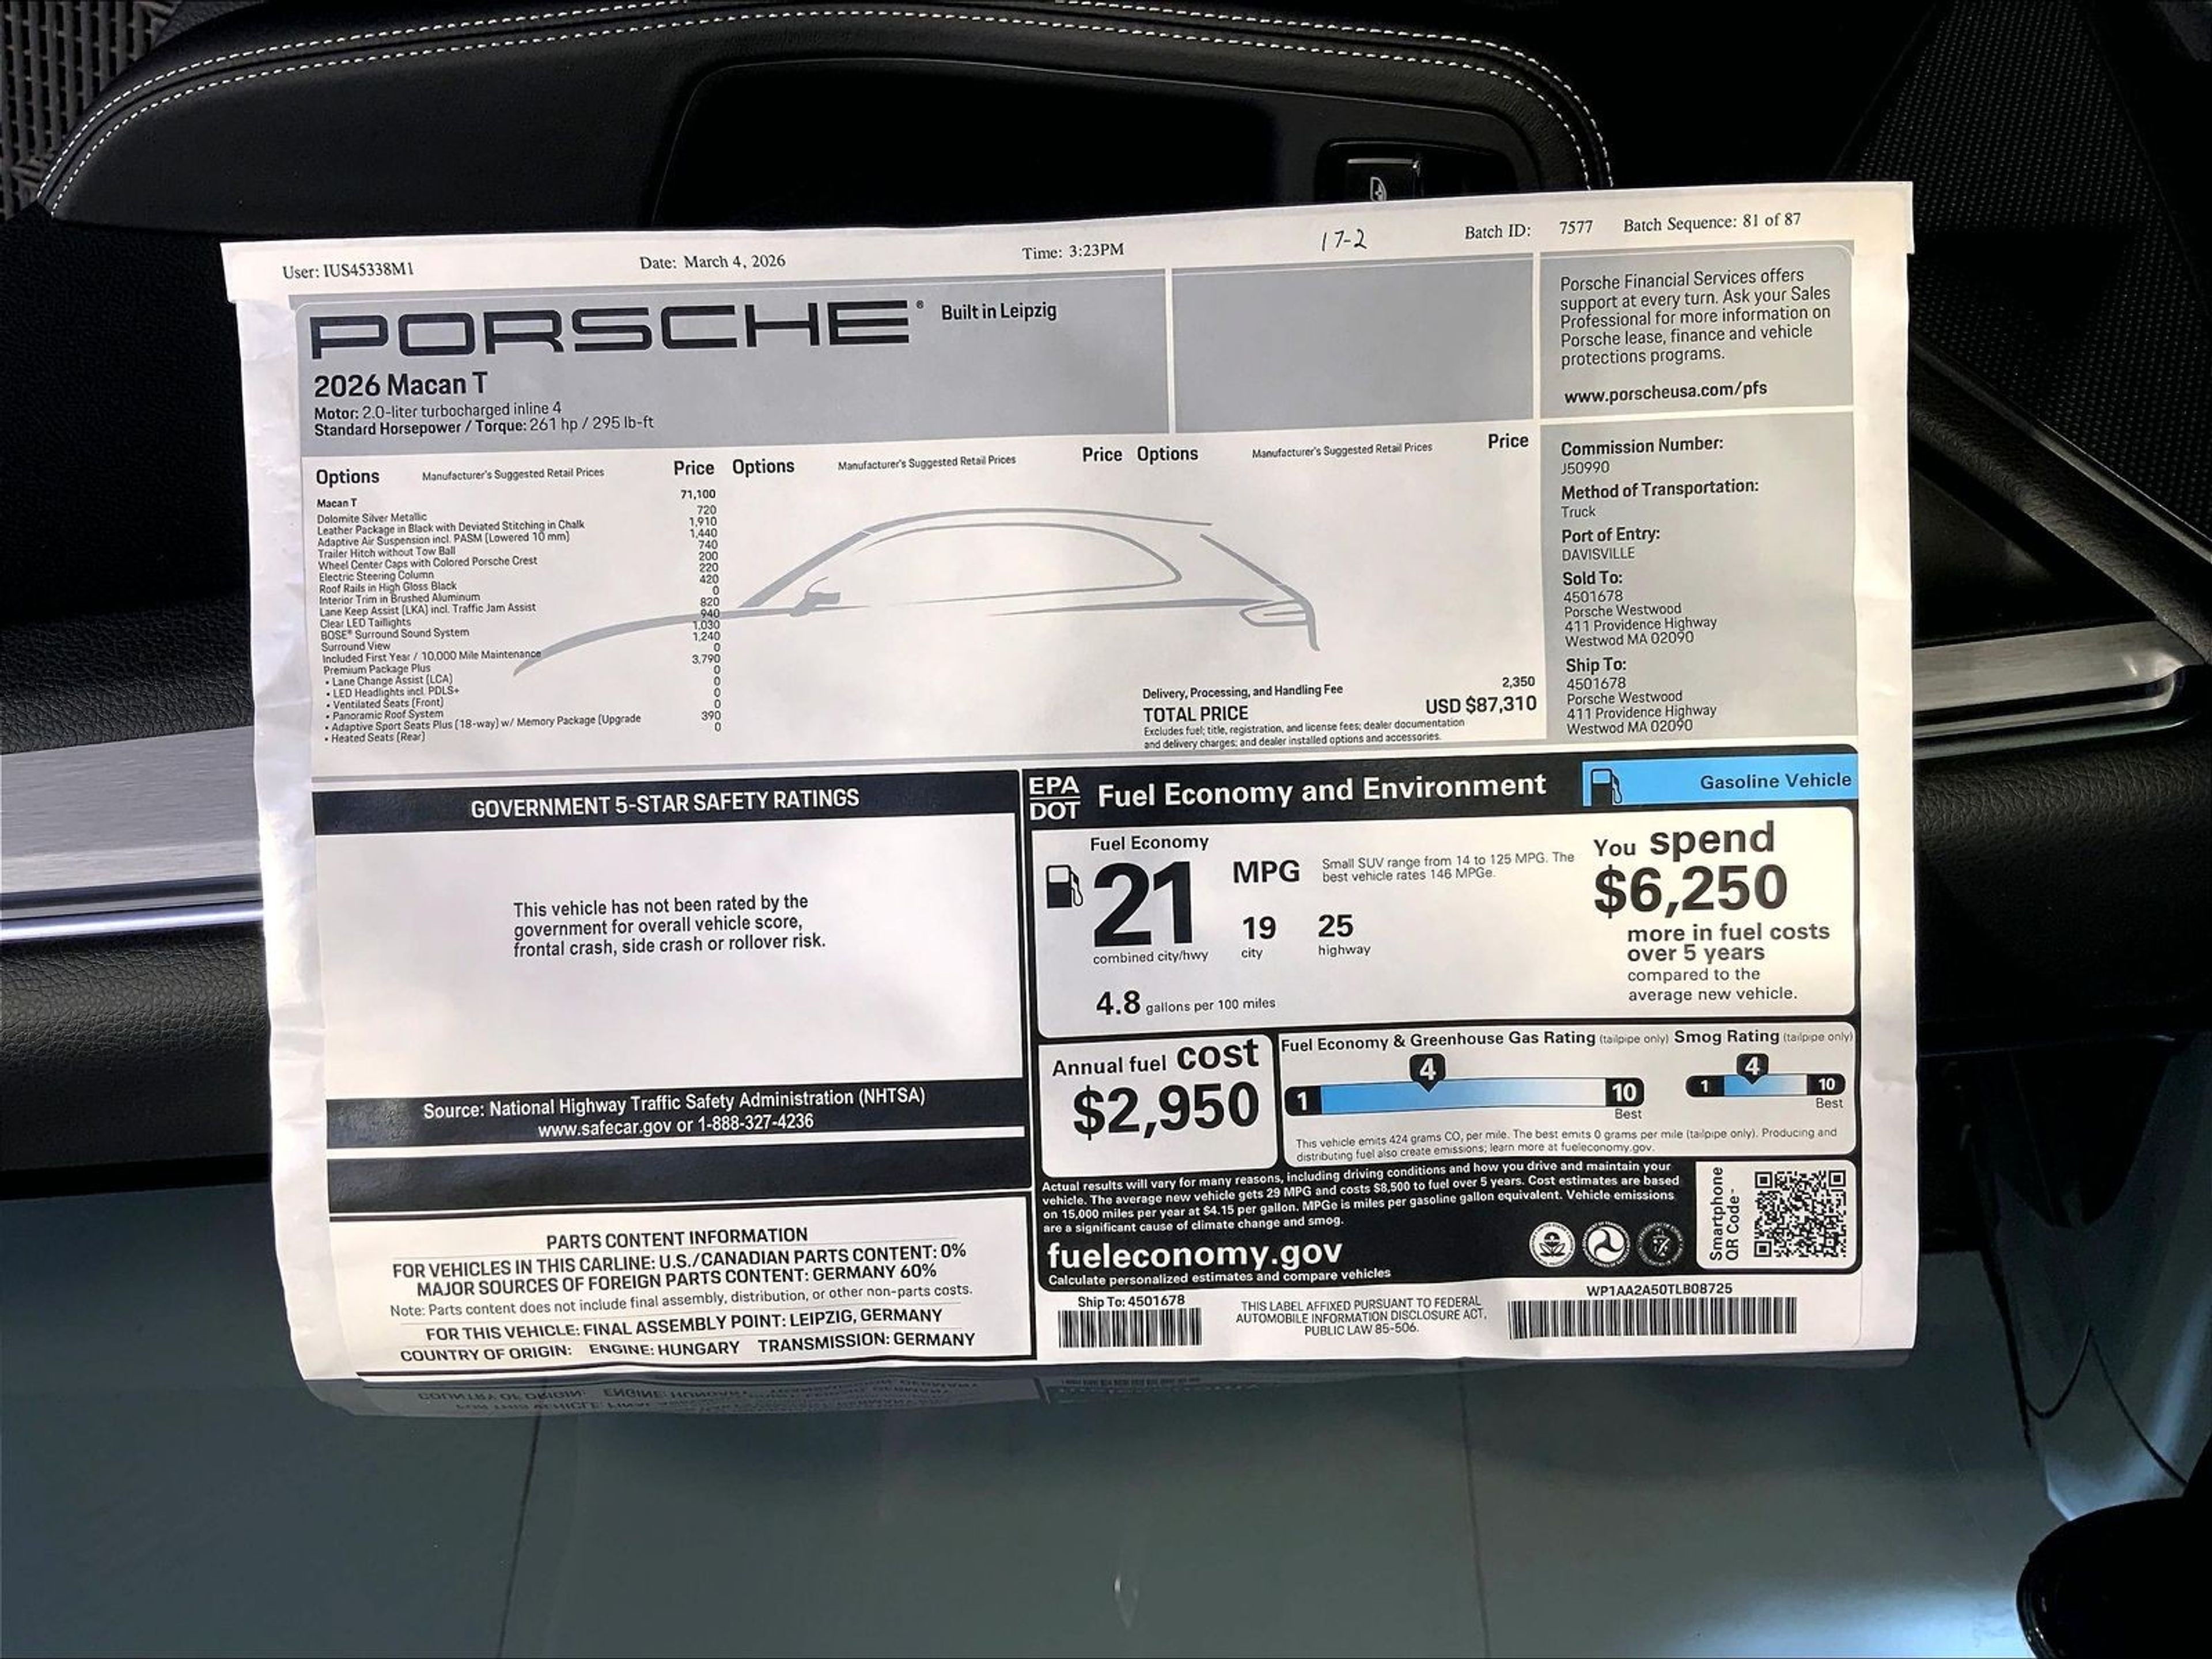 User: IUS45338M1 Date: March 4, 2026 Time: 3:23PM 17-2 Batch ID: 7577 Batch Sequence: 81 of 87
PORSCHE® Built in Leipzig
2026 Macan T
Motor: 2.0-liter turbocharged inline 4
Standard Horsepower / Torque: 261 hp / 295 lb-ft
Porsche Financial Services offers
support at every turn. Ask your Sales
Professional for more information on
Porsche lease, finance and vehicle
protections programs.
www.porscheusa.com/pfs
Options Manufacturer's Suggested Retail Prices Price Options Manufacturer's Suggested Retail Prices Price Options Manufacturer's Suggested Retail Prices Price
Macan T 71,100
Dolomite Silver Metallic 720
Leather Package in Black with Deviated Stitching in Chalk 1,910
Adaptive Air Suspension incl. PASM (Lowered 10 mm) 1,440
Trailer Hitch without Tow Ball 740
Wheel Center Caps with Colored Porsche Crest 200
Electric Steering Column 220
Roof Rails in High Gloss Black 420
Interior Trim in Brushed Aluminum 0
Lane Keep Assist (LKA) incl. Traffic Jam Assist 820
Clear LED Taillights 940
BOSE® Surround Sound System 1,030
Surround View 1,240
Included First Year / 10,000 Mile Maintenance 0
Premium Package Plus 3,790
• Lane Change Assist (LCA) 0
• LED Headlights incl. PDLS+ 0
• Ventilated Seats (Front) 0
• Panoramic Roof System 0
• Adaptive Sport Seats Plus (18-way) w/ Memory Package (Upgrade 390
• Heated Seats (Rear) 0
Delivery, Processing, and Handling Fee 2,350
TOTAL PRICE USD $87,310
Excludes fuel; title, registration, and license fees; dealer documentation
and delivery charges; and dealer installed options and accessories.
Commission Number:
J50990
Method of Transportation:
Truck
Port of Entry:
DAVISVILLE
Sold To:
4501678
Porsche Westwood
411 Providence Highway
Westwod MA 02090
Ship To:
4501678
Porsche Westwood
411 Providence Highway
Westwod MA 02090
GOVERNMENT 5-STAR SAFETY RATINGS
This vehicle has not been rated by the
government for overall vehicle score,
frontal crash, side crash or rollover risk.
Source: National Highway Traffic Safety Administration (NHTSA)
www.safecar.gov or 1-888-327-4236
PARTS CONTENT INFORMATION
FOR VEHICLES IN THIS CARLINE: U.S./CANADIAN PARTS CONTENT: 0%
MAJOR SOURCES OF FOREIGN PARTS CONTENT: GERMANY 60%
Note: Parts content does not include final assembly, distribution, or other non-parts costs.
FOR THIS VEHICLE: FINAL ASSEMBLY POINT: LEIPZIG, GERMANY
COUNTRY OF ORIGIN: ENGINE: HUNGARY TRANSMISSION: GERMANY
EPA
DOT
Fuel Economy and Environment
Gasoline Vehicle
Fuel Economy
21 MPG
combined city/hwy
19 city
25 highway
4.8 gallons per 100 miles
Small SUV range from 14 to 125 MPG. The
best vehicle rates 146 MPGe.
You spend
$6,250
more in fuel costs
over 5 years
compared to the
average new vehicle.
Annual fuel cost
$2,950
Fuel Economy & Greenhouse Gas Rating (tailpipe only) Smog Rating (tailpipe only)
1 4 10
Best
1 4 10
Best
This vehicle emits 424 grams CO, per mile. The best emits 0 grams per mile (tailpipe only). Producing and
distributing fuel also create emissions; learn more at fueleconomy.gov.
Actual results will vary for many reasons, including driving conditions and how you drive and maintain your
vehicle. The average new vehicle gets 29 MPG and costs $8,500 to fuel over 5 years. Cost estimates are based
on 15,000 miles per year at $4.15 per gallon. MPGe is miles per gasoline gallon equivalent. Vehicle emissions
are a significant cause of climate change and smog.
fueleconomy.gov
Calculate personalized estimates and compare vehicles
Smartphone
QR Code™
Ship To: 4501678
THIS LABEL AFFIXED PURSUANT TO FEDERAL
AUTOMOBILE INFORMATION DISCLOSURE ACT,
PUBLIC LAW 85-506.
WP1AA2A50TLB08725